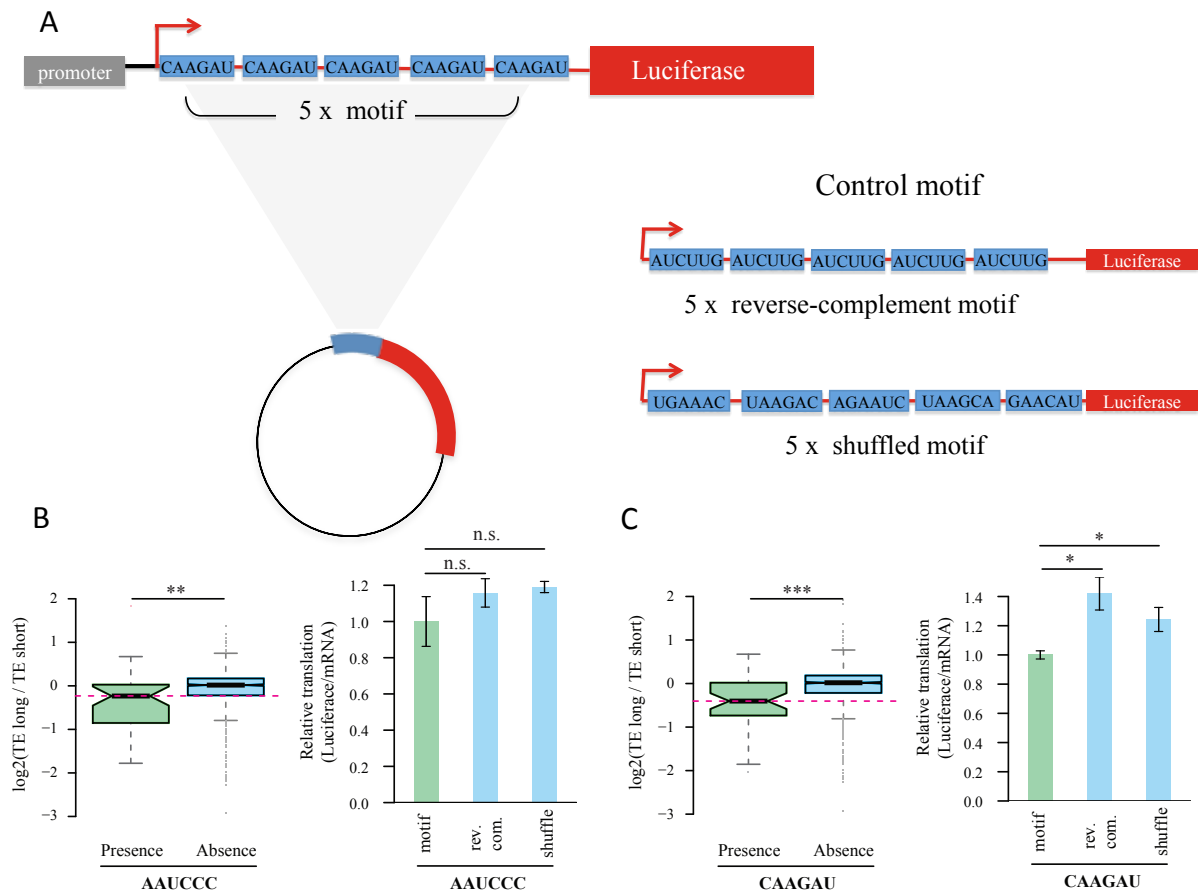 A
promoter
CAAGAU CAAGAU CAAGAU CAAGAU CAAGAU
Luciferase
5 x motif
Control motif
AUCUUG AUCUUG AUCUUG AUCUUG AUCUUG
Luciferase
5 x reverse-complement motif
UGAAAC UAAGAC AGAAUC UAAGCA GAACAU
Luciferase
5 x shuffled motif
B
log2(TE long / TE short)
2
1
0
−1
−2
−3
**
Presence Absence
AAUCCC
Relative translation
(Luciferace/mRNA)
1.2
1.0
0.8
0.6
0.4
0.2
0.0
n.s.
n.s.
motif
rev.
com.
shuffle
AAUCCC
C
log2(TE long / TE short)
2
1
0
−1
−2
−3
***
Presence Absence
CAAGAU
Relative translation
(Luciferace/mRNA)
1.4
1.2
1.0
0.8
0.6
0.4
0.2
0.0
*
*
motif
rev.
com.
shuffle
CAAGAU